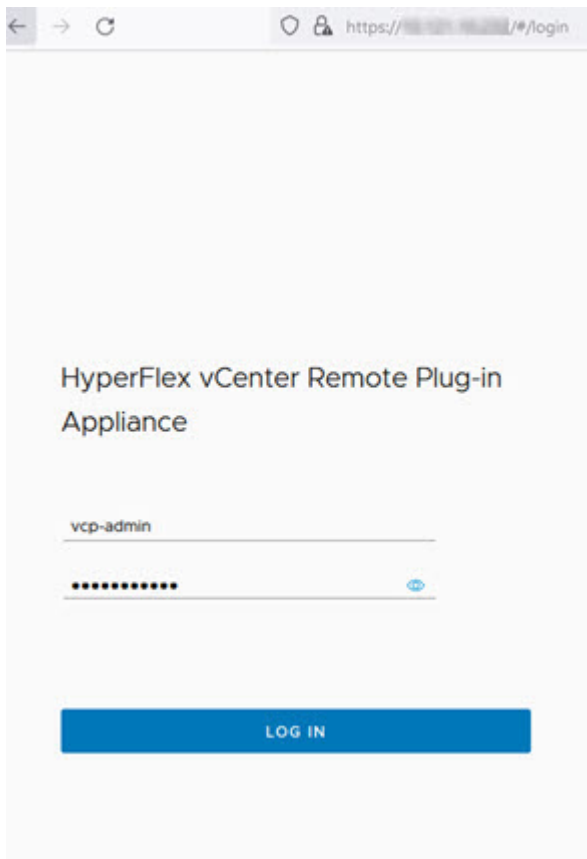 https:// /#/login
HyperFlex vCenter Remote Plug-in
Appliance
vcp-admin
•••••••••••
LOG IN